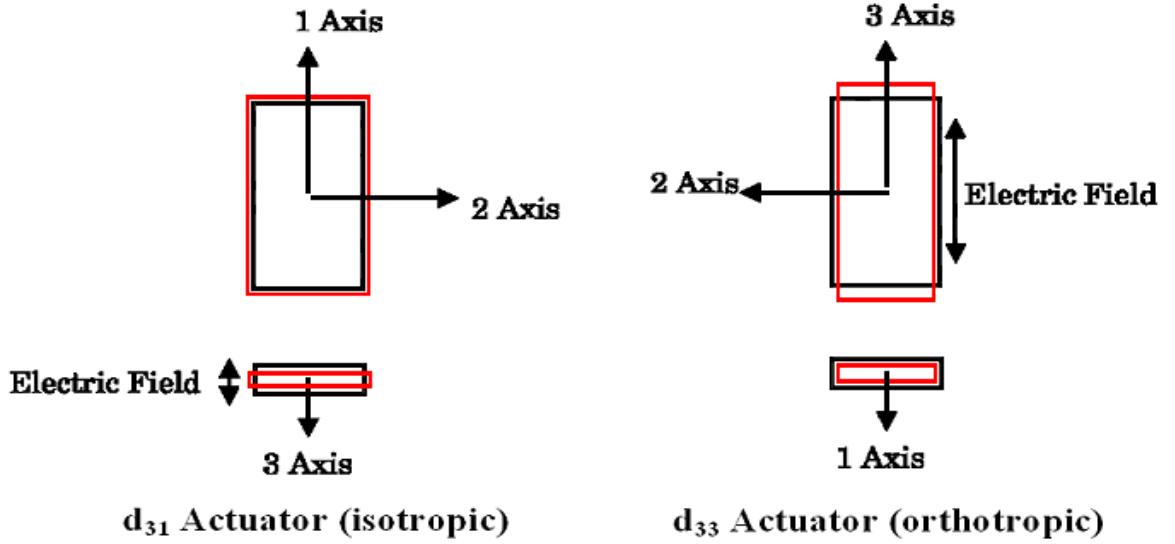 1 Axis
2 Axis
Electric Field
3 Axis
d₃₁ Actuator (isotropic)
3 Axis
2 Axis
Electric Field
1 Axis
d₃₃ Actuator (orthotropic)